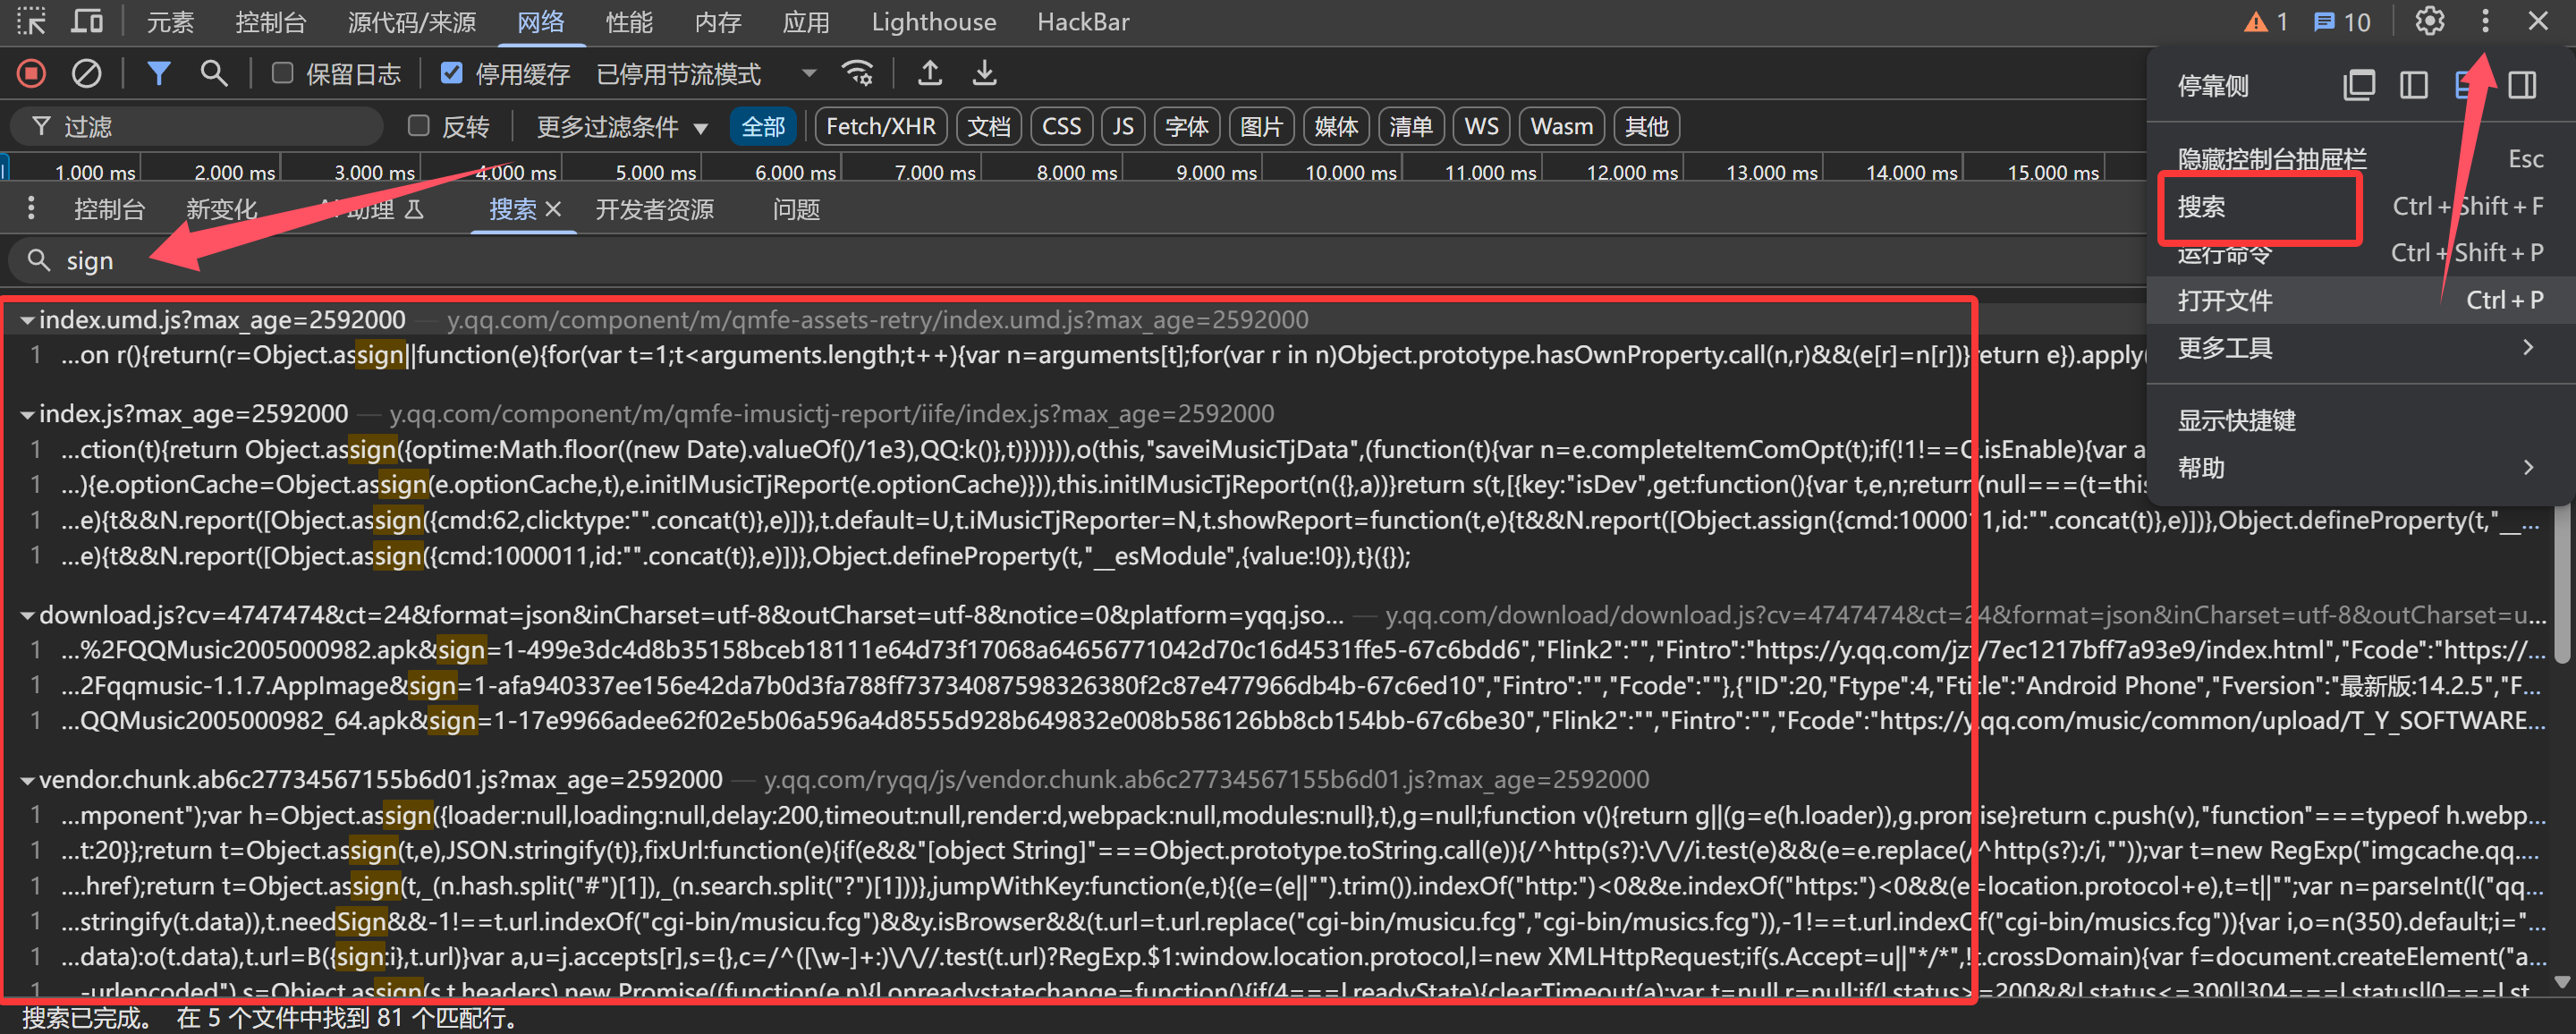 元素 控制台 源代码/来源 网络 性能 内存 应用 Lighthouse HackBar 1 10
保留日志 停用缓存 已停用节流模式
停靠侧
过滤 反转 更多过滤条件 全部 Fetch/XHR 文档 CSS JS 字体 图片 媒体 清单 WS Wasm 其他
1,000 ms 2,000 ms 3,000 ms 4,000 ms 5,000 ms 6,000 ms 7,000 ms 8,000 ms 9,000 ms 10,000 ms 11,000 ms 12,000 ms 13,000 ms 14,000 ms 15,000 ms
隐藏控制台抽屉栏 Esc
控制台 新变化 AI 助理 搜索 开发者资源 问题
搜索 Ctrl + Shift + F
sign
运行命令 Ctrl + Shift + P
打开文件 Ctrl + P
更多工具
显示快捷键
帮助
index.umd.js?max_age=2592000 — y.qq.com/component/m/qmfe-assets-retry/index.umd.js?max_age=2592000
1 ...on r(){return(r=Object.assign||function(e){for(var t=1;t<arguments.length;t++){var n=arguments[t];for(var r in n)Object.prototype.hasOwnProperty.call(n,r)&&(e[r]=n[r])}return e}).apply(
index.js?max_age=2592000 — y.qq.com/component/m/qmfe-imusictj-report/iife/index.js?max_age=2592000
1 ...ction(t){return Object.assign({optime:Math.floor((new Date).valueOf()/1e3),QQ:k()},t)}))})),o(this,"saveiMusicTjData",(function(t){var n=e.completeItemComOpt(t);if(!1!==C.isEnable){var a
1 ...){e.optionCache=Object.assign(e.optionCache,t),e.initIMusicTjReport(e.optionCache)})),this.initIMusicTjReport(n({},a))}return s(t,[{key:"isDev",get:function(){var t,e,n;return(null===(t=this
1 ...e){t&&N.report([Object.assign({cmd:62,clicktype:"".concat(t)},e)])},t.default=U,t.iMusicTjReporter=N,t.showReport=function(t,e){t&&N.report([Object.assign({cmd:1000011,id:"".concat(t)},e)])},Object.defineProperty(t,"__...
1 ...e){t&&N.report([Object.assign({cmd:1000011,id:"".concat(t)},e)])},Object.defineProperty(t,"__esModule",{value:!0}),t}({});
download.js?cv=4747474&ct=24&format=json&inCharset=utf-8&outCharset=utf-8&notice=0&platform=yqq.jso... — y.qq.com/download/download.js?cv=4747474&ct=24&format=json&inCharset=utf-8&outCharset=u...
1 ...%2FQQMusic2005000982.apk&sign=1-499e3dc4d8b35158bceb18111e64d73f17068a64656771042d70c16d4531ffe5-67c6bdd6","Flink2":"","Fintro":"https://y.qq.com/jzt/7ec1217bff7a93e9/index.html","Fcode":"https://...
1 ...2Fqqmusic-1.1.7.AppImage&sign=1-afa940337ee156e42da7b0d3fa788ff73734087598326380f2c87e477966db4b-67c6ed10","Fintro":"","Fcode":""},{"ID":20,"Ftype":4,"Ftitle":"Android Phone","Fversion":"最新版:14.2.5","F...
1 ...QQMusic2005000982_64.apk&sign=1-17e9966adee62f02e5b06a596a4d8555d928b649832e008b586126bb8cb154bb-67c6be30","Flink2":"","Fintro":"","Fcode":"https://y.qq.com/music/common/upload/T_Y_SOFTWARE...
vendor.chunk.ab6c27734567155b6d01.js?max_age=2592000 — y.qq.com/ryqq/js/vendor.chunk.ab6c27734567155b6d01.js?max_age=2592000
1 ...mponent");var h=Object.assign({loader:null,loading:null,delay:200,timeout:null,render:d,webpack:null,modules:null},t),g=null;function v(){return g||(g=e(h.loader)),g.promise}return c.push(v),"function"===typeof h.webp...
1 ...t:20}};return t=Object.assign(t,e),JSON.stringify(t)},fixUrl:function(e){if(e&&"[object String]"===Object.prototype.toString.call(e)){/^http(s?):\/\//i.test(e)&&(e=e.replace(/^http(s?):/i,""));var t=new RegExp("imgcache.qq....
1 ....href);return t=Object.assign(t,_(n.hash.split("#")[1]),_(n.search.split("?")[1]))},jumpWithKey:function(e,t){(e=(e||"").trim()).indexOf("http:")<0&&e.indexOf("https:")<0&&(e=location.protocol+e),t=t||"";var n=parseInt(l("qq...
1 ...stringify(t.data)),t.needSign&&-1!==t.url.indexOf("cgi-bin/musicu.fcg")&&y.isBrowser&&(t.url=t.url.replace("cgi-bin/musicu.fcg","cgi-bin/musics.fcg")),-1!==t.url.indexOf("cgi-bin/musics.fcg")){var i,o=n(350).default;i="...
1 ...data):o(t.data),t.url=B({sign:i},t.url)}var a,u=j.accepts[r],s={},c=/^([\w-]+:)\/\//.test(t.url)?RegExp.$1:window.location.protocol,l=new XMLHttpRequest;if(s.Accept=u||"*/*",!t.crossDomain){var f=document.createElement("a...
1 -urlencoded"),s=Object.assign(s,t.headers),new Promise((function(e,n){l.onreadystatechange=function(){if(4===l.readyState){clearTimeout(a);var t=null,r=null;if(l.status>=200&&l.status<=300||304===l.status||0===l.st
搜索已完成。 在 5 个文件中找到 81 个匹配行。